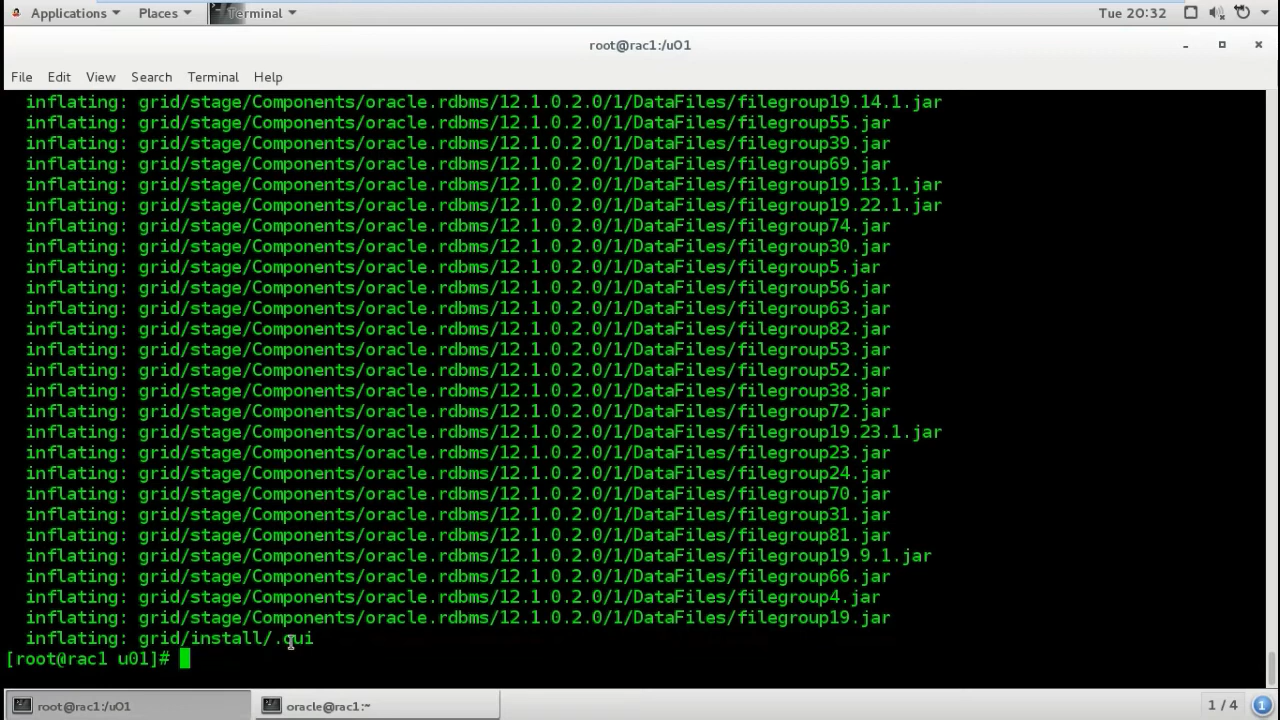 Applications Places Terminal Tue 20:32
root@rac1:/u01
File Edit View Search Terminal Help
inflating: grid/stage/Components/oracle.rdbms/12.1.0.2.0/1/DataFiles/filegroup19.14.1.jar
inflating: grid/stage/Components/oracle.rdbms/12.1.0.2.0/1/DataFiles/filegroup55.jar
inflating: grid/stage/Components/oracle.rdbms/12.1.0.2.0/1/DataFiles/filegroup39.jar
inflating: grid/stage/Components/oracle.rdbms/12.1.0.2.0/1/DataFiles/filegroup69.jar
inflating: grid/stage/Components/oracle.rdbms/12.1.0.2.0/1/DataFiles/filegroup19.13.1.jar
inflating: grid/stage/Components/oracle.rdbms/12.1.0.2.0/1/DataFiles/filegroup19.22.1.jar
inflating: grid/stage/Components/oracle.rdbms/12.1.0.2.0/1/DataFiles/filegroup74.jar
inflating: grid/stage/Components/oracle.rdbms/12.1.0.2.0/1/DataFiles/filegroup30.jar
inflating: grid/stage/Components/oracle.rdbms/12.1.0.2.0/1/DataFiles/filegroup5.jar
inflating: grid/stage/Components/oracle.rdbms/12.1.0.2.0/1/DataFiles/filegroup56.jar
inflating: grid/stage/Components/oracle.rdbms/12.1.0.2.0/1/DataFiles/filegroup63.jar
inflating: grid/stage/Components/oracle.rdbms/12.1.0.2.0/1/DataFiles/filegroup82.jar
inflating: grid/stage/Components/oracle.rdbms/12.1.0.2.0/1/DataFiles/filegroup53.jar
inflating: grid/stage/Components/oracle.rdbms/12.1.0.2.0/1/DataFiles/filegroup52.jar
inflating: grid/stage/Components/oracle.rdbms/12.1.0.2.0/1/DataFiles/filegroup38.jar
inflating: grid/stage/Components/oracle.rdbms/12.1.0.2.0/1/DataFiles/filegroup72.jar
inflating: grid/stage/Components/oracle.rdbms/12.1.0.2.0/1/DataFiles/filegroup19.23.1.jar
inflating: grid/stage/Components/oracle.rdbms/12.1.0.2.0/1/DataFiles/filegroup23.jar
inflating: grid/stage/Components/oracle.rdbms/12.1.0.2.0/1/DataFiles/filegroup24.jar
inflating: grid/stage/Components/oracle.rdbms/12.1.0.2.0/1/DataFiles/filegroup70.jar
inflating: grid/stage/Components/oracle.rdbms/12.1.0.2.0/1/DataFiles/filegroup31.jar
inflating: grid/stage/Components/oracle.rdbms/12.1.0.2.0/1/DataFiles/filegroup81.jar
inflating: grid/stage/Components/oracle.rdbms/12.1.0.2.0/1/DataFiles/filegroup19.9.1.jar
inflating: grid/stage/Components/oracle.rdbms/12.1.0.2.0/1/DataFiles/filegroup66.jar
inflating: grid/stage/Components/oracle.rdbms/12.1.0.2.0/1/DataFiles/filegroup4.jar
inflating: grid/stage/Components/oracle.rdbms/12.1.0.2.0/1/DataFiles/filegroup19.jar
inflating: grid/install/.oui
[root@rac1 u01]#
root@rac1:/u01 oracle@rac1:~ 1 / 4 1